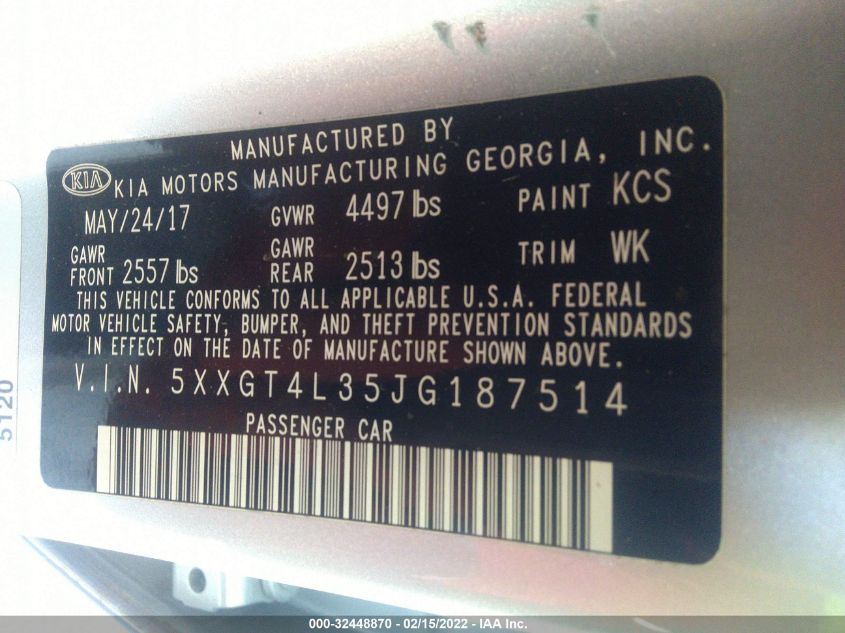 MANUFACTURED BY
KIA KIA MOTORS MANUFACTURING GEORGIA, INC.
MAY/24/17 GVWR 4497 lbs PAINT KCS
GAWR FRONT 2557 lbs GAWR REAR 2513 lbs TRIM WK
THIS VEHICLE CONFORMS TO ALL APPLICABLE U.S.A. FEDERAL
MOTOR VEHICLE SAFETY, BUMPER, AND THEFT PREVENTION STANDARDS
IN EFFECT ON THE DATE OF MANUFACTURE SHOWN ABOVE.
V.I.N. 5XXGT4L35JG187514
PASSENGER CAR
5120
000-32448870 - 02/15/2022 - IAA Inc.